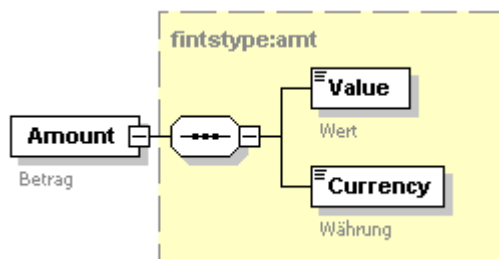 fintstype:amt
Value
Wert
Amount
Betrag
Currency
Währung